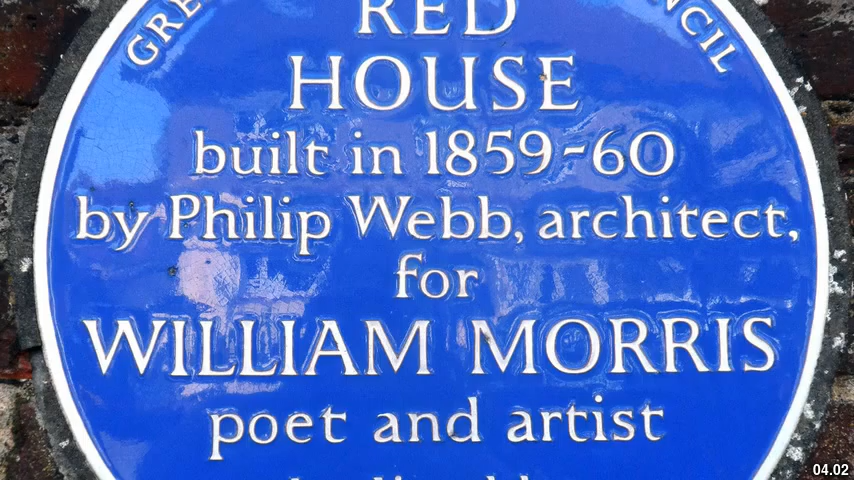 RED
HOUSE
built in 1859-60
by Philip Webb, architect,
for
WILLIAM MORRIS
poet and artist
04.02